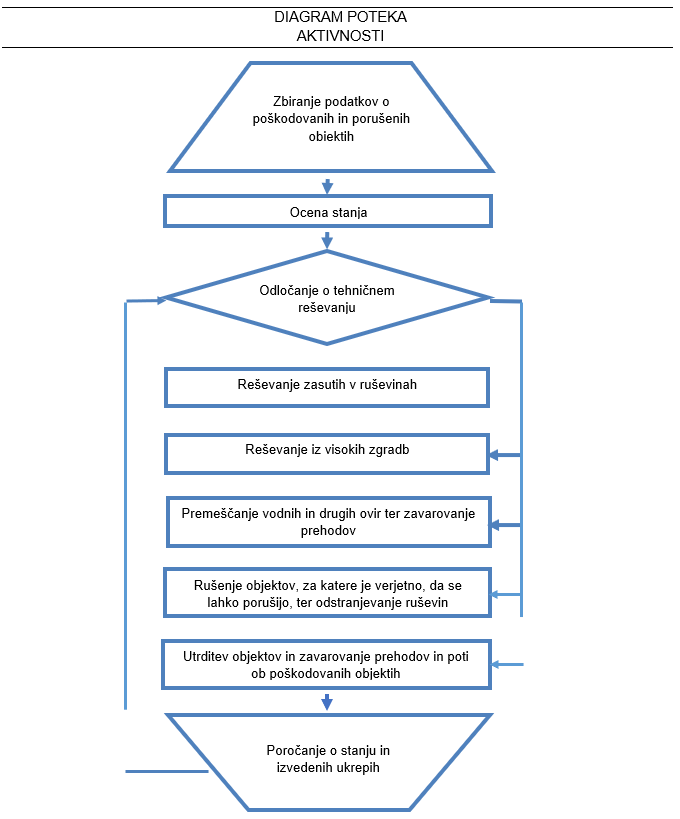 DIAGRAM POTEKA
AKTIVNOSTI
Zbiranje podatkov o
poškodovanih in porušenih
obiektih
Ocena stanja
Odločanje o tehničnem
reševanju
Reševanje zasutih v ruševinah
Reševanje iz visokih zgradb
Premeščanje vodnih in drugih ovir ter zavarovanje
prehodov
Rušenje objektov, za katere je verjetno, da se
lahko porušijo, ter odstranjevanje ruševin
Utrditev objektov in zavarovanje prehodov in poti
ob poškodovanih objektih
Poročanje o stanju in
izvedenih ukrepih